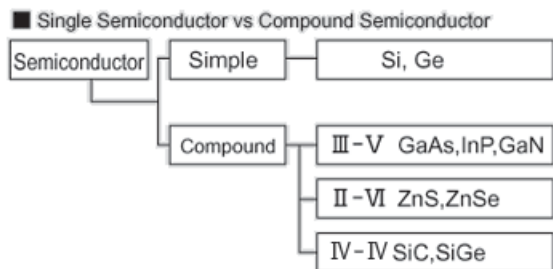 ■ Single Semiconductor vs Compound Semiconductor
Semiconductor
Simple
Si, Ge
Compound
Ⅲ-Ⅴ GaAs,InP,GaN
Ⅱ-Ⅵ ZnS,ZnSe
Ⅳ-Ⅳ SiC,SiGe